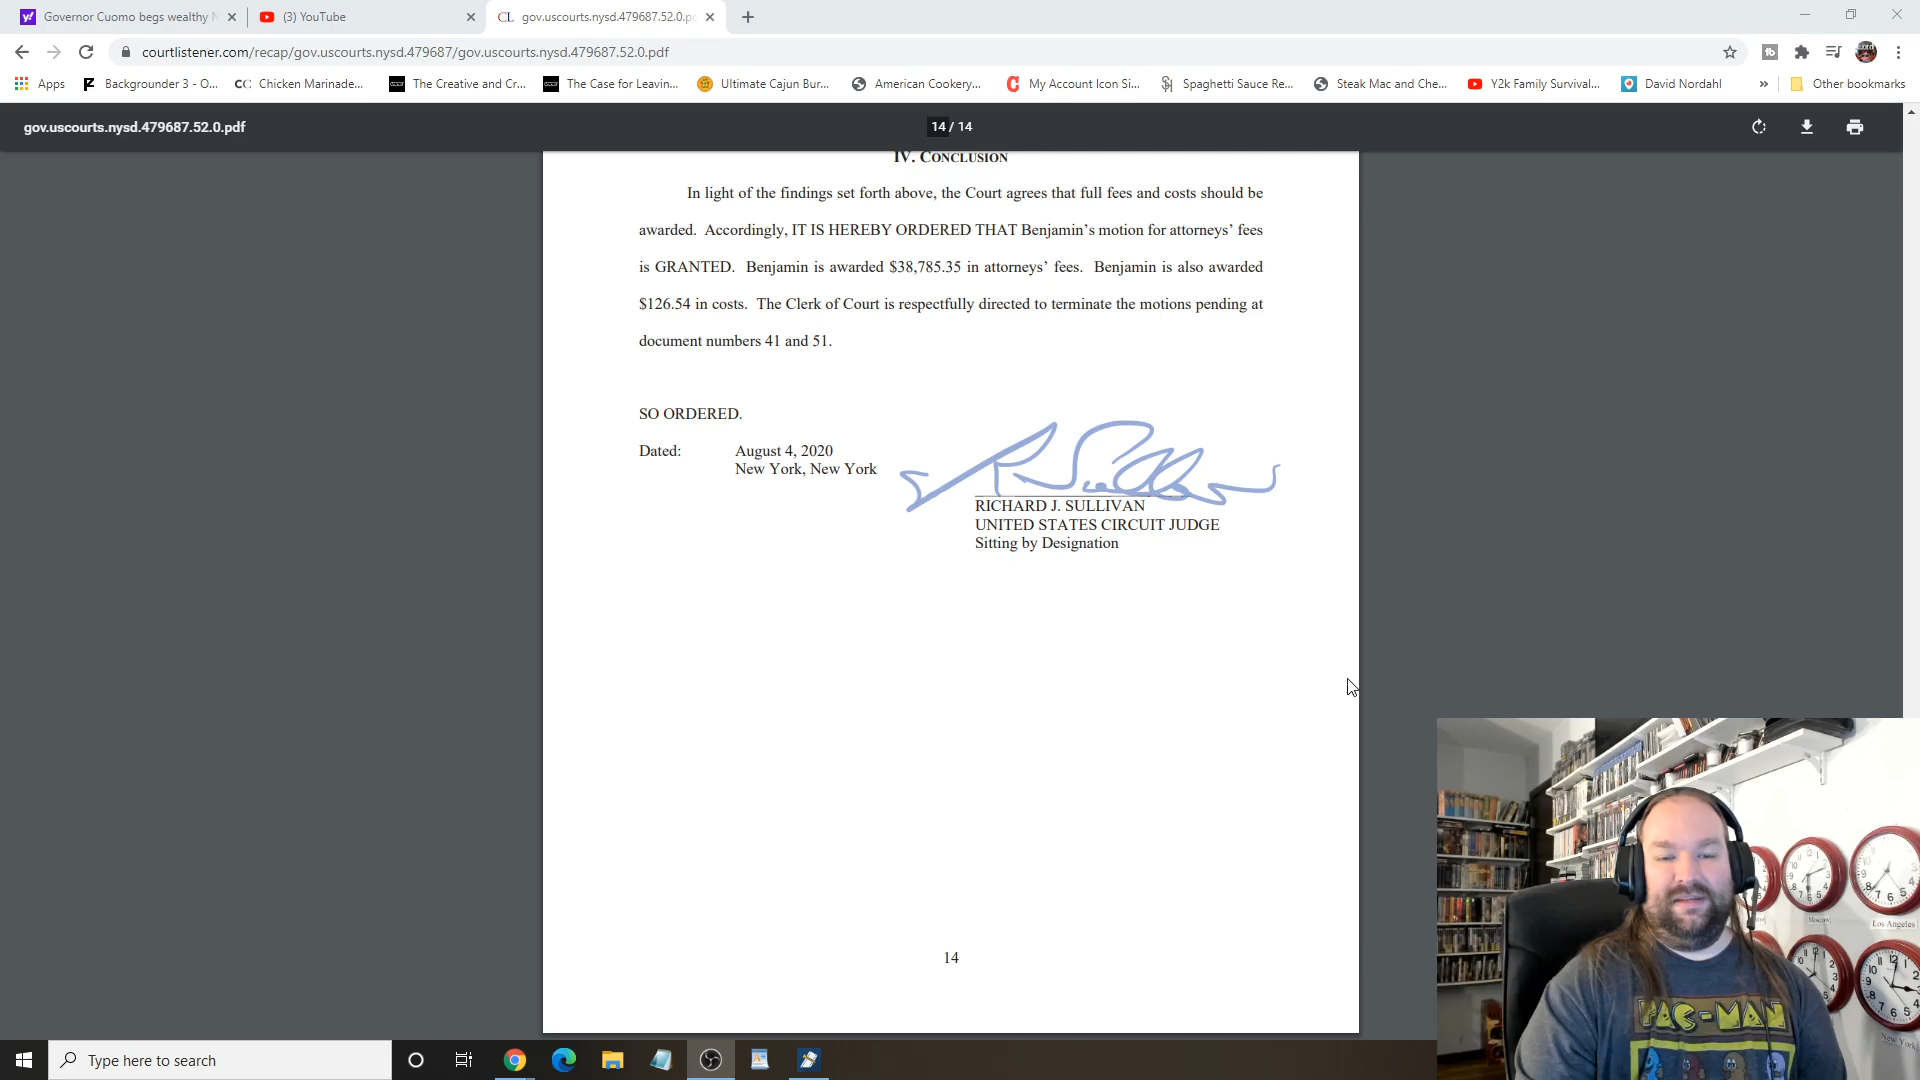 Governor Cuomo begs wealthy N
(3) YouTube
CL gov.uscourts.nysd.479687.52.0.pd
courtlistener.com/recap/gov.uscourts.nysd.479687/gov.uscourts.nysd.479687.52.0.pdf
Apps
Backgrounder 3 - O...
CC Chicken Marinade...
The Creative and Cr...
The Case for Leavin...
Ultimate Cajun Bur...
American Cookery...
My Account Icon Si...
Spaghetti Sauce Re...
Steak Mac and Che...
Y2k Family Survival...
David Nordahl
»
Other bookmarks
gov.uscourts.nysd.479687.52.0.pdf
14 / 14
IV. CONCLUSION
In light of the findings set forth above, the Court agrees that full fees and costs should be
awarded. Accordingly, IT IS HEREBY ORDERED THAT Benjamin's motion for attorneys' fees
is GRANTED. Benjamin is awarded $38,785.35 in attorneys' fees. Benjamin is also awarded
$126.54 in costs. The Clerk of Court is respectfully directed to terminate the motions pending at
document numbers 41 and 51.
SO ORDERED.
Dated: August 4, 2020
New York, New York
RICHARD J. SULLIVAN
UNITED STATES CIRCUIT JUDGE
Sitting by Designation
14
Moscow
Los Angeles
New York
PAC-MAN
Type here to search